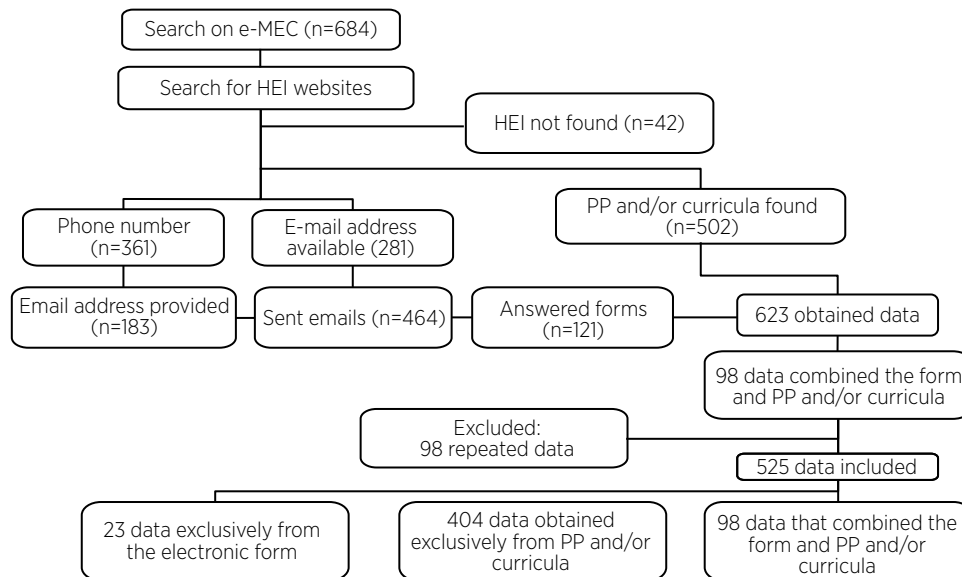 Search on e-MEC (n=684)
Search for HEI websites
HEI not found (n=42)
Phone number
(n=361)
E-mail address
available (281)
PP and/or curricula found
(n=502)
Email address provided
(n=183)
Sent emails (n=464)
Answered forms
(n=121)
623 obtained data
98 data combined the form
and PP and/or curricula
Excluded:
98 repeated data
525 data included
23 data exclusively from
the electronic form
404 data obtained
exclusively from PP and/or
curricula
98 data that combined the
form and PP and/or
curricula